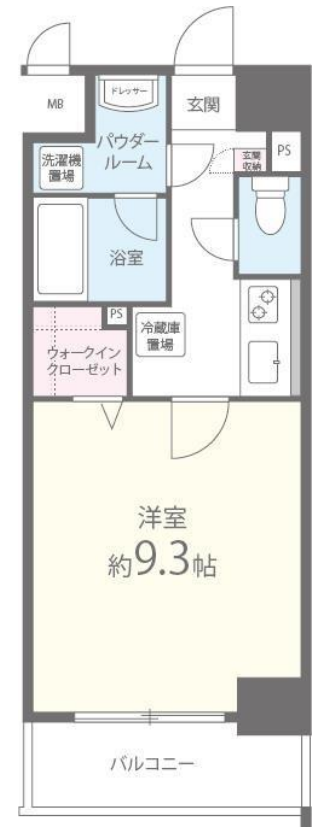 MB
ドレッサー
玄関
パウダー
ルーム
洗濯機
置場
玄関
収納
PS
浴室
PS
冷蔵庫
置場
ウォークイン
クローゼット
洋室
約9.3帖
バルコニー